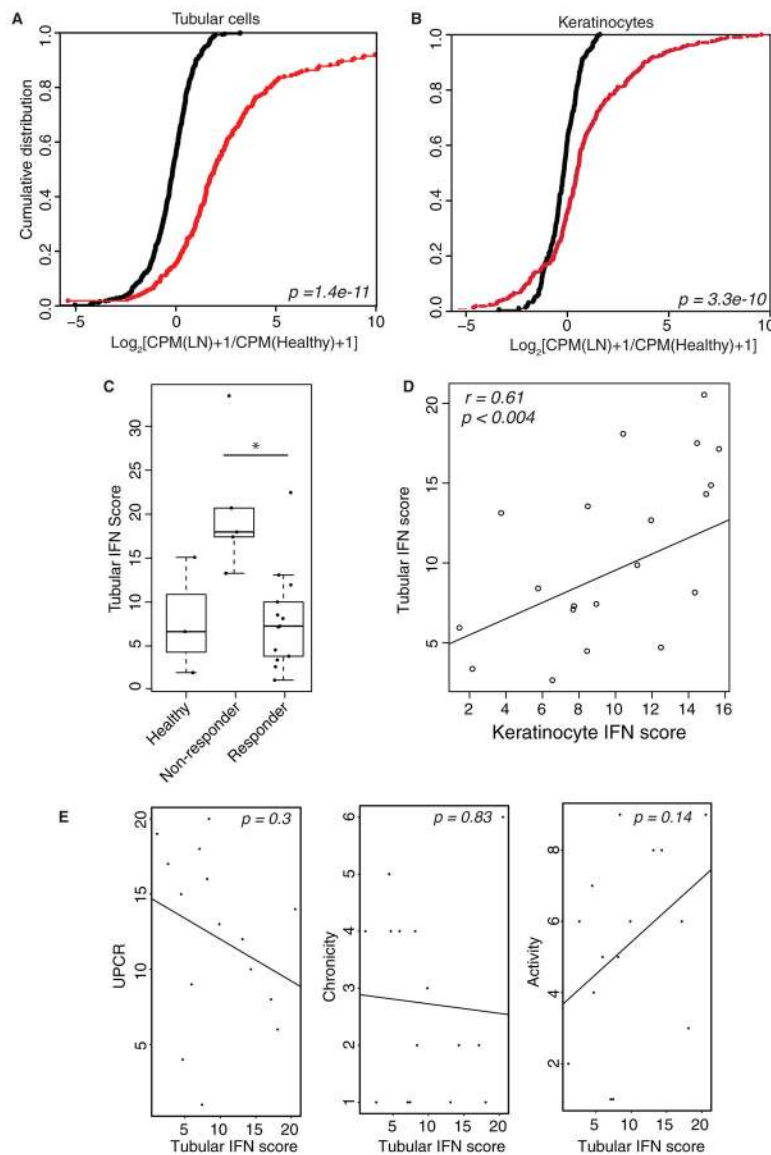 A
Tubular cells
Cumulative distribution
1.0
0.8
0.6
0.4
0.2
0.0
p =1.4e-11
−5
0
5
10
Log2[CPM(LN)+1/CPM(Healthy)+1]
B
Keratinocytes
1.0
0.8
0.6
0.4
0.2
0.0
p = 3.3e-10
−5
0
5
10
Log2[CPM(LN)+1/CPM(Healthy)+1]
C
Tubular IFN Score
30
25
20
15
10
5
0
*
Healthy
Non-responder
Responder
D
r = 0.61
p < 0.004
Tubular IFN score
20
15
10
5
2
4
6
8
10
12
14
16
Keratinocyte IFN score
E
p = 0.3
UPCR
20
15
10
5
5
10
15
20
Tubular IFN score
p = 0.83
Chronicity
6
5
4
3
2
1
5
10
15
20
Tubular IFN score
p = 0.14
Activity
8
6
4
2
5
10
15
20
Tubular IFN score